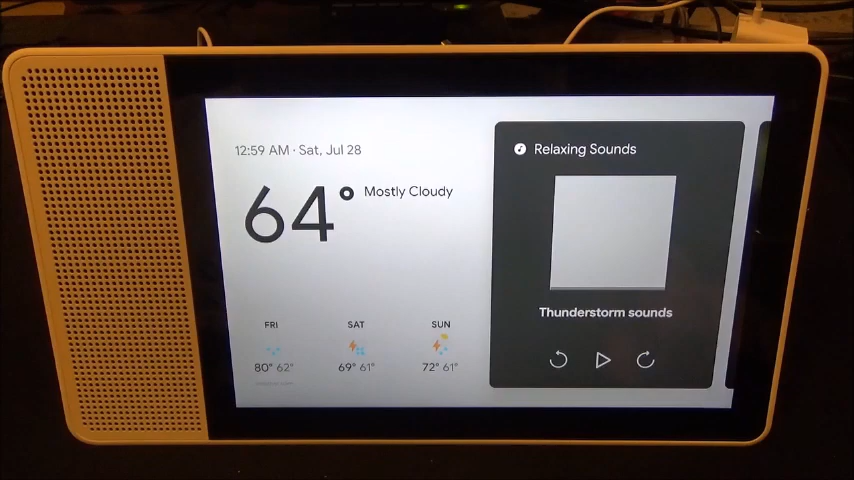 12:59 AM · Sat, Jul 28
64° Mostly Cloudy
FRI SAT SUN
80° 62° 69° 61° 72° 61°
Relaxing Sounds
Thunderstorm sounds